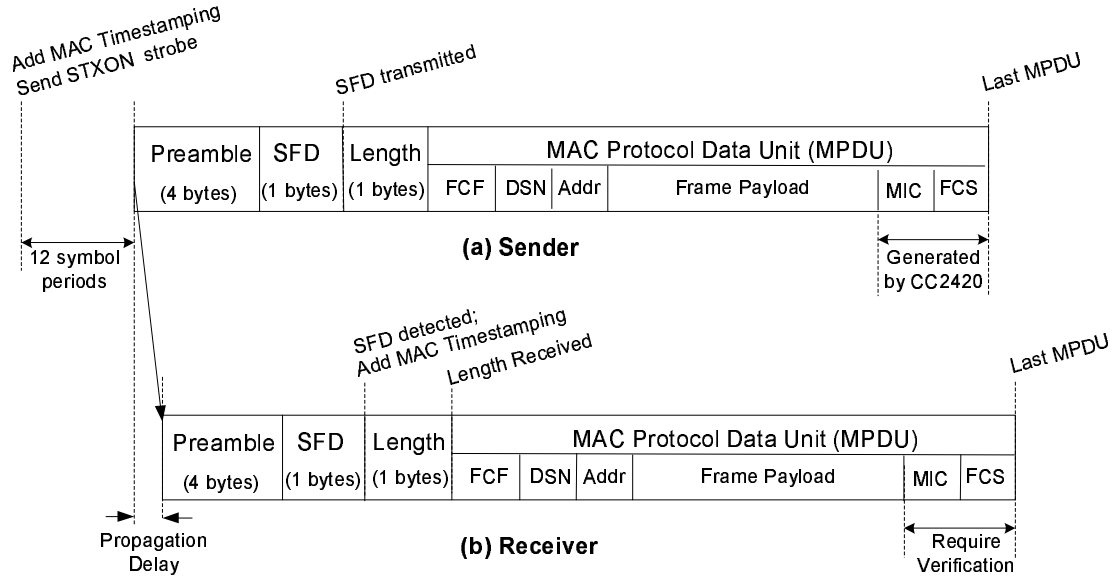 Add MAC Timestamping
Send STXON strobe
SFD transmitted
Last MPDU
Preamble
(4 bytes)
SFD
(1 bytes)
Length
(1 bytes)
MAC Protocol Data Unit (MPDU)
FCF
DSN
Addr
Frame Payload
MIC
FCS
12 symbol
periods
(a) Sender
Generated
by CC2420
SFD detected;
Add MAC Timestamping
Length Received
Last MPDU
Preamble
(4 bytes)
SFD
(1 bytes)
Length
(1 bytes)
MAC Protocol Data Unit (MPDU)
FCF
DSN
Addr
Frame Payload
MIC
FCS
Propagation
Delay
(b) Receiver
Require
Verification